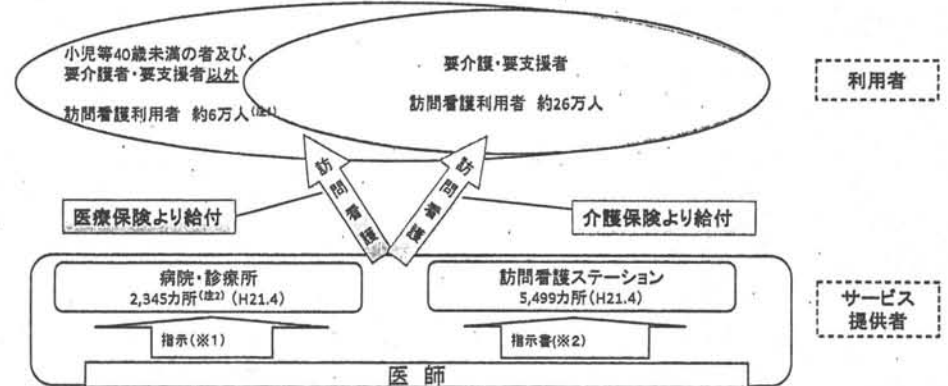 小児等40歳未満の者及び、
要介護者・要支援者以外
訪問看護利用者 約6万人(注1)
要介護・要支援者
訪問看護利用者 約26万人
利用者
訪問看護
訪問看護
医療保険より給付
介護保険より給付
病院・診療所
2,345カ所(注2) (H21.4)
訪問看護ステーション
5,499カ所(H21.4)
サービス
提供者
指示(※1)
指示書(※2)
医師